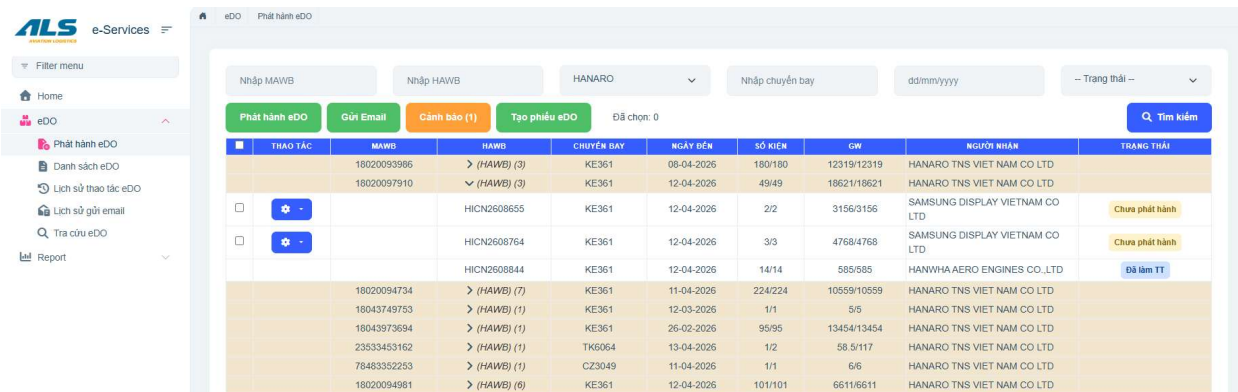 eDO Phát hành eDO
ALS e-Services
AVIATION LOGISTICS
Filter menu
Home
eDO
Phát hành eDO
Danh sách eDO
Lịch sử thao tác eDO
Lịch sử gửi email
Tra cứu eDO
Report
Nhập MAWB Nhập HAWB HANARO Nhập chuyến bay dd/mm/yyyy -- Trạng thái --
Phát hành eDO Gửi Email Cảnh báo (1) Tạo phiếu eDO Đã chọn: 0 Tìm kiếm
THAO TÁC MAWB HAWB CHUYẾN BAY NGÀY ĐẾN SỐ KIỆN GW NGƯỜI NHẬN TRẠNG THÁI
18020093986 (HAWB) (3) KE361 08-04-2026 180/180 12319/12319 HANARO TNS VIET NAM CO LTD
18020097910 (HAWB) (3) KE361 12-04-2026 49/49 18621/18621 HANARO TNS VIET NAM CO LTD
HICN2608655 KE361 12-04-2026 2/2 3156/3156 SAMSUNG DISPLAY VIETNAM CO LTD Chưa phát hành
HICN2608764 KE361 12-04-2026 3/3 4768/4768 SAMSUNG DISPLAY VIETNAM CO LTD Chưa phát hành
HICN2608844 KE361 12-04-2026 14/14 585/585 HANWHA AERO ENGINES CO.,LTD Đã làm TT
18020094734 (HAWB) (7) KE361 11-04-2026 224/224 10559/10559 HANARO TNS VIET NAM CO LTD
18043749753 (HAWB) (1) KE361 12-03-2026 1/1 5/5 HANARO TNS VIET NAM CO LTD
18043973694 (HAWB) (1) KE361 26-02-2026 95/95 13454/13454 HANARO TNS VIET NAM CO LTD
23533453162 (HAWB) (1) TK6064 13-04-2026 1/2 58.5/117 HANARO TNS VIET NAM CO LTD
78483352253 (HAWB) (1) CZ3049 11-04-2026 1/1 6/6 HANARO TNS VIET NAM CO LTD
18020094981 (HAWB) (6) KE361 12-04-2026 101/101 6611/6611 HANARO TNS VIET NAM CO LTD